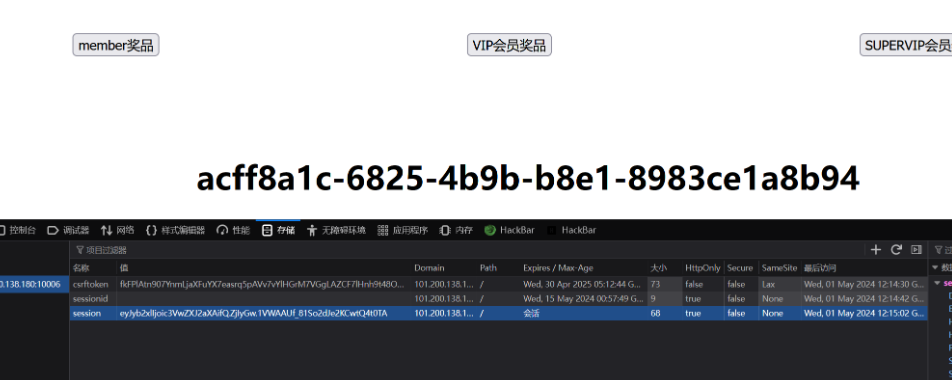 member奖品 VIP会员奖品 SUPERVIP会员
acff8a1c-6825-4b9b-b8e1-8983ce1a8b94
控制台 调试器 网络 样式编辑器 性能 存储 无障碍环境 内存 应用程序 HackBar HackBar
项目过滤器
名称 值 Domain Path Expires / Max-Age 大小 HttpOnly Secure SameSite 最后访问 数据
0.138.180:10006 csrftoken 101.200.138.1... / Wed, 30 Apr 2025 05:12:44 G... 73 false false Lax Wed, 01 May 2024 12:14:30 G...
sessionid 101.200.138.1... / Wed, 15 May 2024 00:57:49 G... 9 true false None Wed, 01 May 2024 12:14:42 G...
session 101.200.138.1... / 会话 68 true false None Wed, 01 May 2024 12:15:02 G...